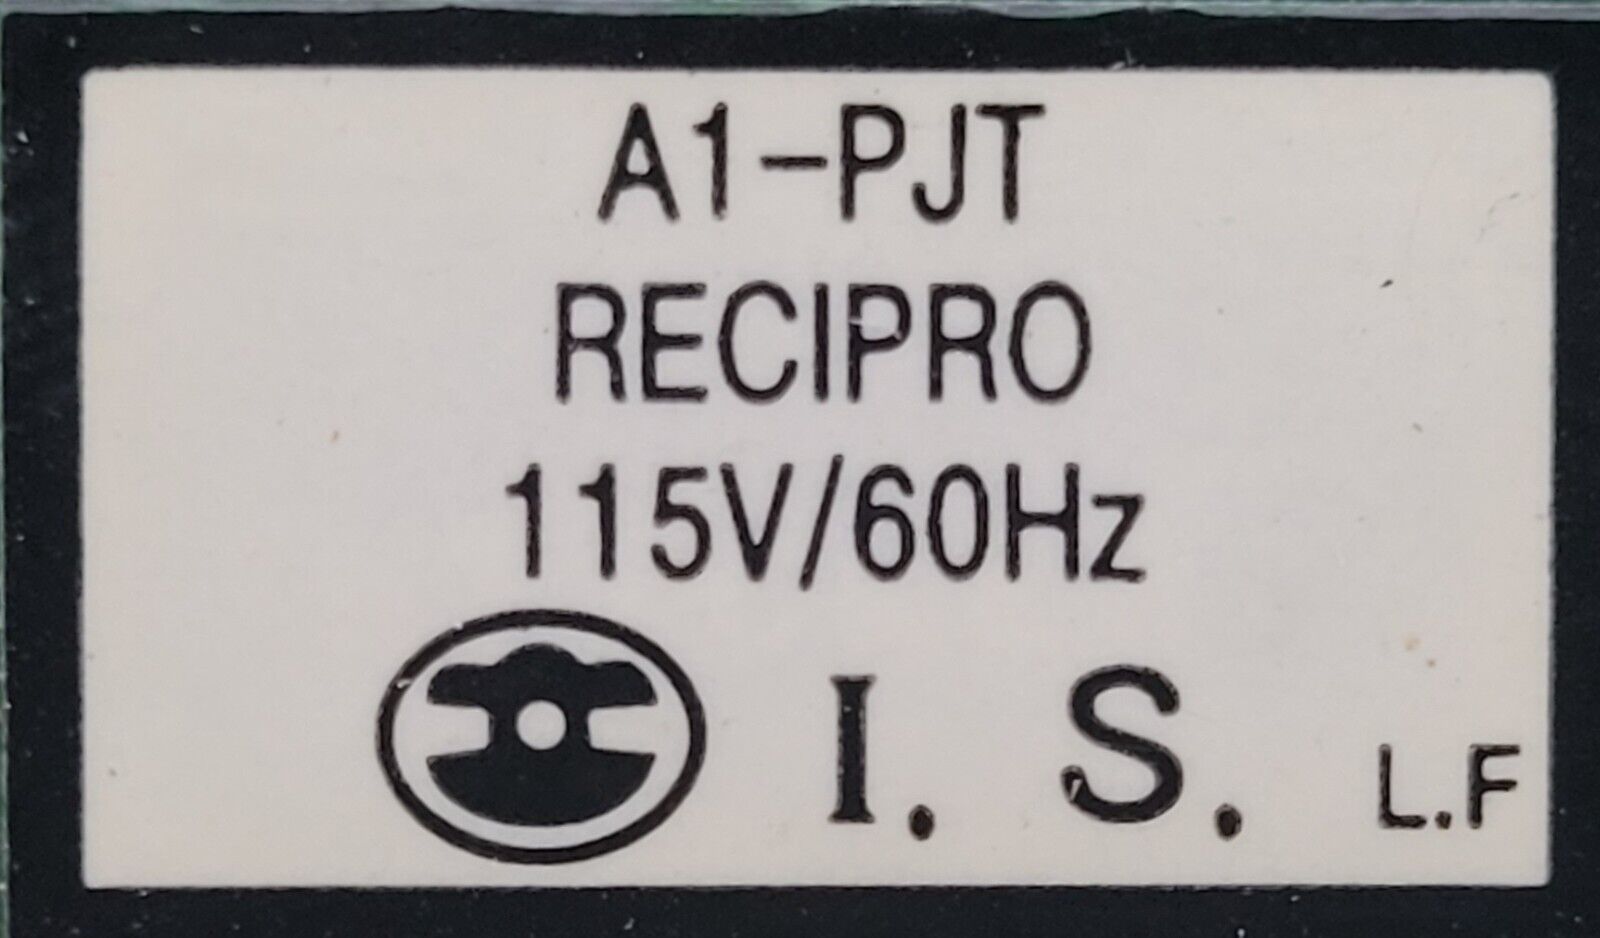 A1-PJT
RECIPRO
115V/60Hz
I. S. L.F